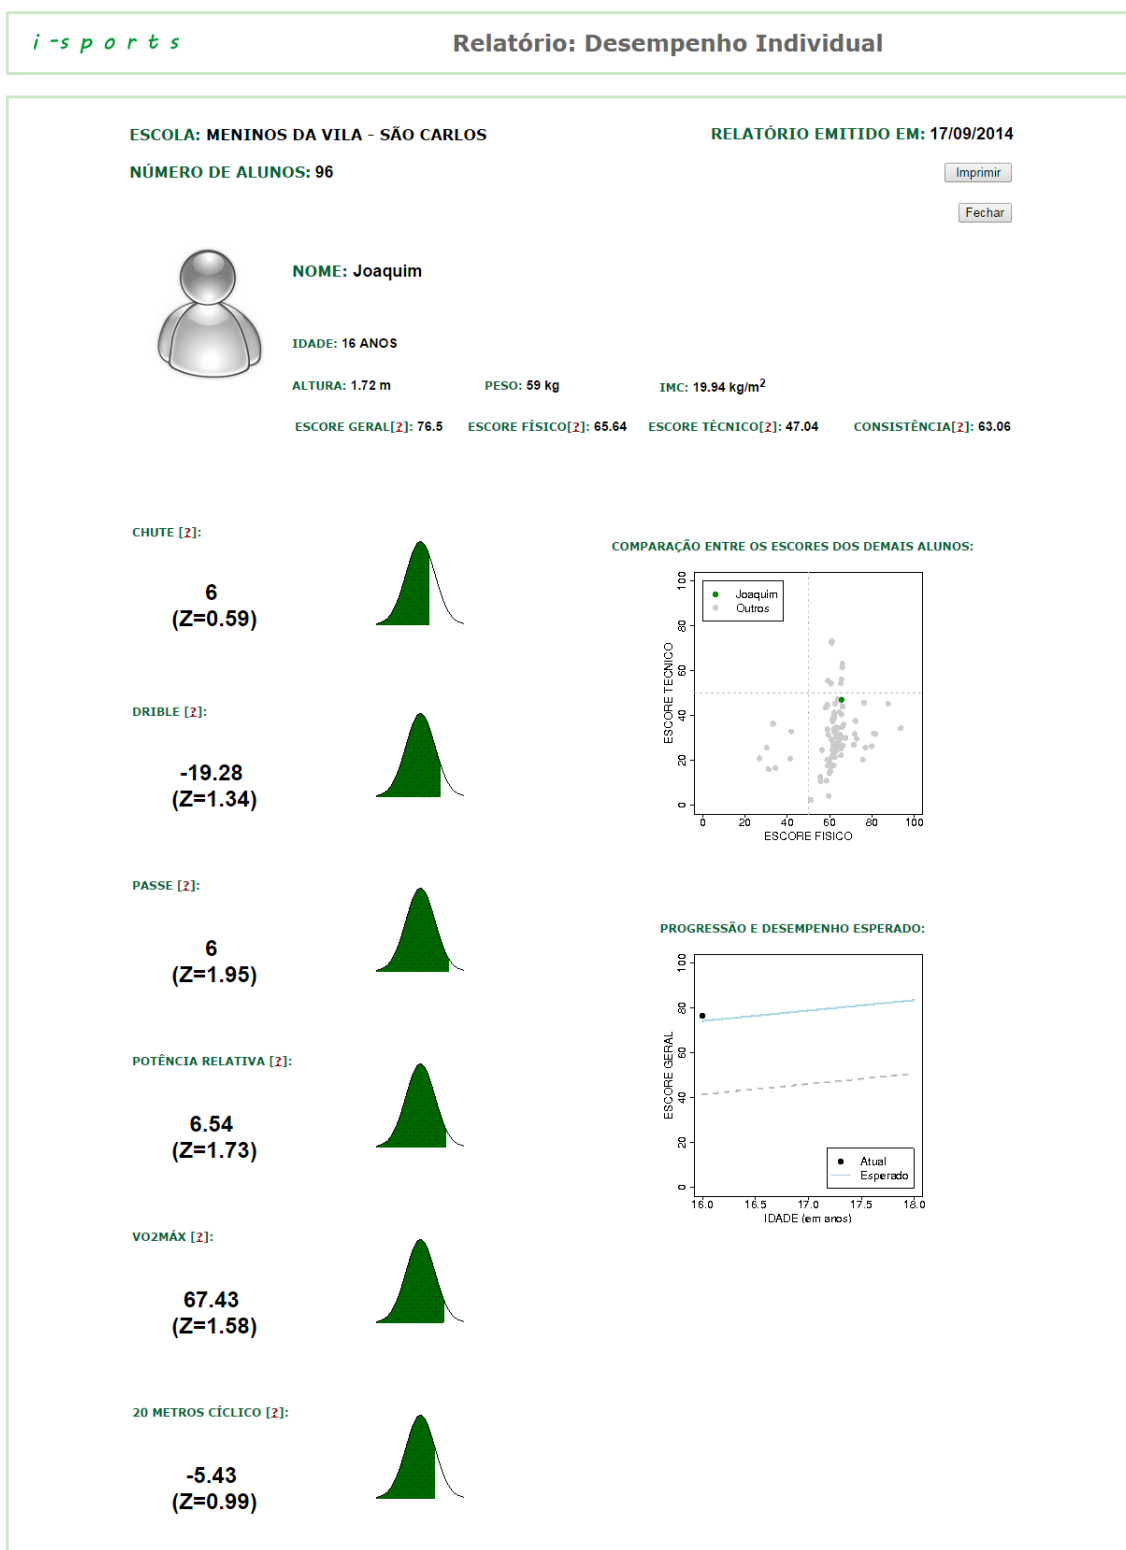 i-sports
Relatório: Desempenho Individual
ESCOLA: MENINOS DA VILA - SÃO CARLOS
RELATÓRIO EMITIDO EM: 17/09/2014
NÚMERO DE ALUNOS: 96
Imprimir
Fechar
NOME: Joaquim
IDADE: 16 ANOS
ALTURA: 1.72 m PESO: 59 kg IMC: 19.94 kg/m²
ESCORE GERAL[?]: 76.5 ESCORE FÍSICO[?]: 65.64 ESCORE TÉCNICO[?]: 47.04 CONSISTÊNCIA[?]: 63.06
CHUTE [?]:
6
(Z=0.59)
DRIBLE [?]:
-19.28
(Z=1.34)
PASSE [?]:
6
(Z=1.95)
POTÊNCIA RELATIVA [?]:
6.54
(Z=1.73)
VO2MÁX [?]:
67.43
(Z=1.58)
20 METROS CÍCLICO [?]:
-5.43
(Z=0.99)
COMPARAÇÃO ENTRE OS ESCORES DOS DEMAIS ALUNOS:
Joaquim
Outros
ESCORE TECNICO
100
80
60
40
20
0
0 20 40 60 80 100
ESCORE FISICO
PROGRESSÃO E DESEMPENHO ESPERADO:
ESCORE GERAL
100
80
60
40
20
0
Atual
Esperado
16.0 16.5 17.0 17.5 18.0
IDADE (em anos)